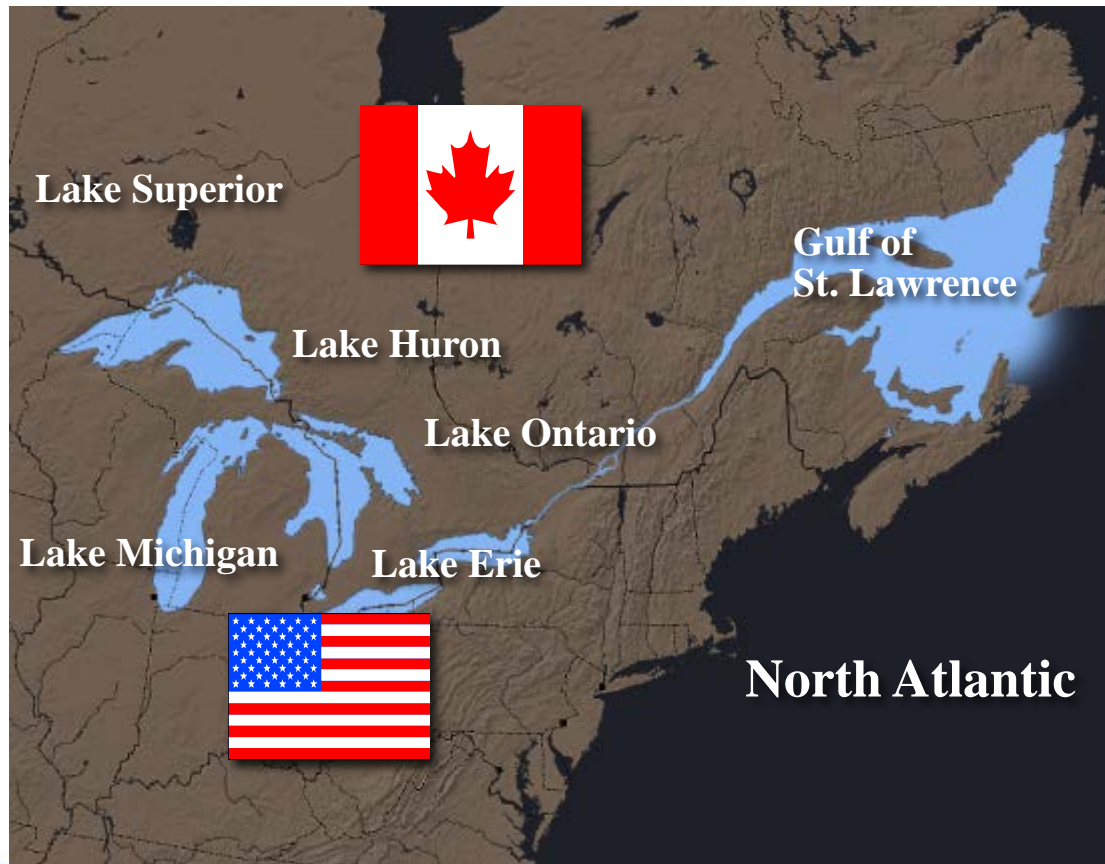 Lake Superior
Gulf of
St. Lawrence
Lake Huron
Lake Ontario
Lake Michigan
Lake Erie
North Atlantic